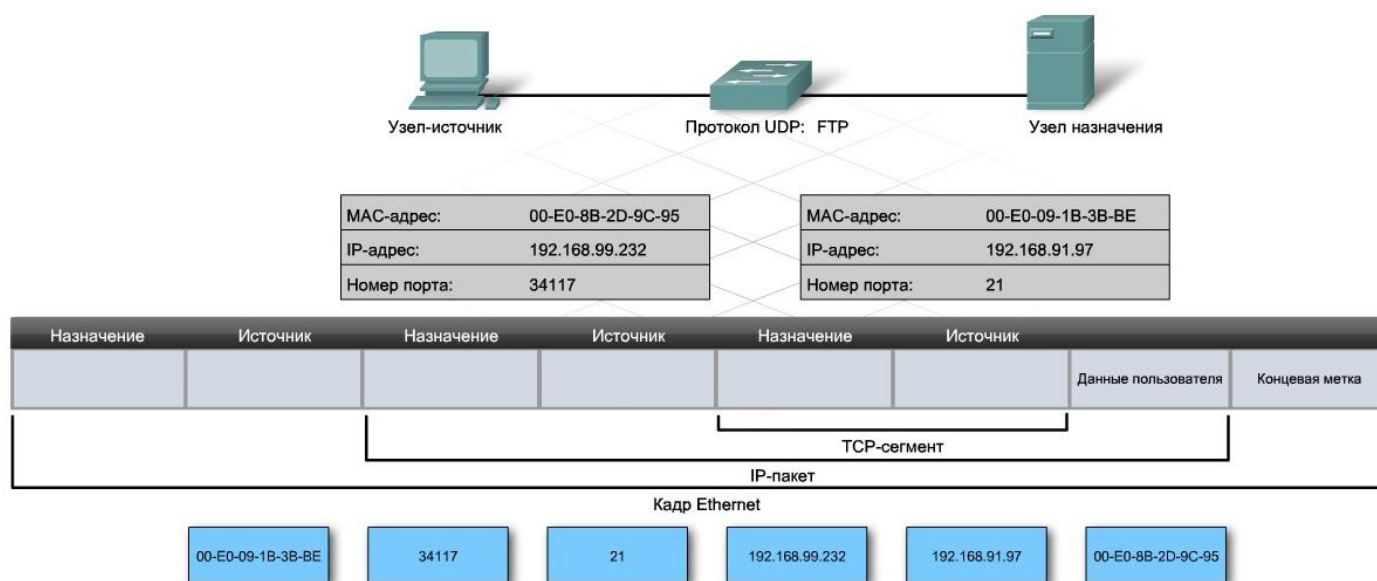 Узел-источник
Протокол UDP: FTP
Узел назначения
MAC-адрес: 00-E0-8B-2D-9C-95
IP-адрес: 192.168.99.232
Номер порта: 34117
MAC-адрес: 00-E0-09-1B-3B-BE
IP-адрес: 192.168.91.97
Номер порта: 21
Назначение Источник Назначение Источник Назначение Источник
Данные пользователя Концевая метка
TCP-сегмент
IP-пакет
Кадр Ethernet
00-E0-09-1B-3B-BE 34117 21 192.168.99.232 192.168.91.97 00-E0-8B-2D-9C-95